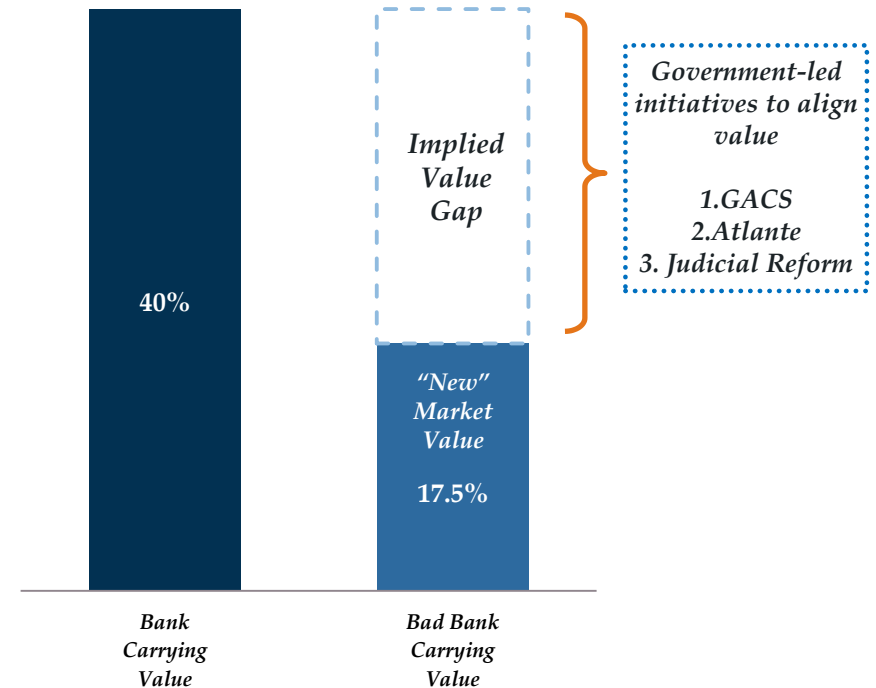 40%
Implied
Value
Gap
Government-led
initiatives to align
value
1.GACS
2.Atlante
3. Judicial Reform
“New”
Market
Value
17.5%
Bank
Carrying
Value
Bad Bank
Carrying
Value